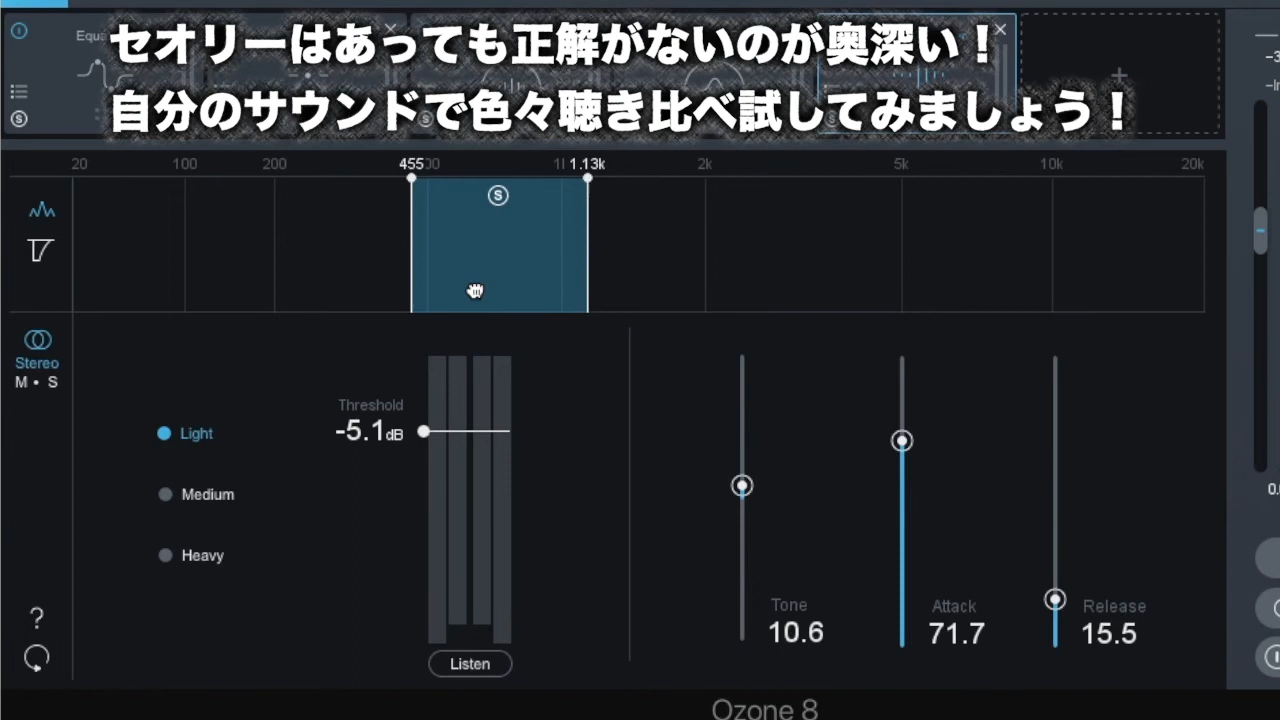 セオリーはあっても正解がないのが奥深い！
自分のサウンドで色々聴き比べ試してみましょう！
20 100 200 455 1.13k 2k 5k 10k 20k
S
Stereo
M • S
Threshold
-5.1dB
Light
Medium
Heavy
Tone
10.6
Attack
71.7
Release
15.5
?
Listen
Ozone 8